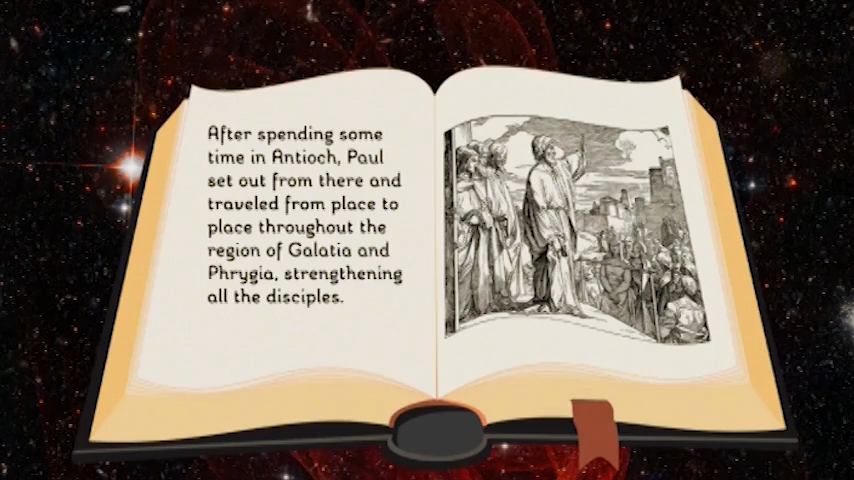 After spending some
time in Antioch, Paul
set out from there and
traveled from place to
place throughout the
region of Galatia and
Phrygia, strengthening
all the disciples.